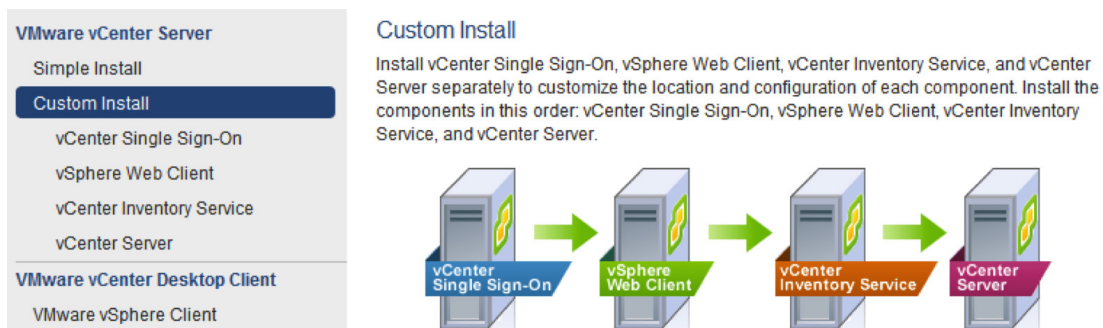 VMware vCenter Server
Simple Install
Custom Install
vCenter Single Sign-On
vSphere Web Client
vCenter Inventory Service
vCenter Server
VMware vCenter Desktop Client
VMware vSphere Client
Custom Install
Install vCenter Single Sign-On, vSphere Web Client, vCenter Inventory Service, and vCenter
Server separately to customize the location and configuration of each component. Install the
components in this order: vCenter Single Sign-On, vSphere Web Client, vCenter Inventory
Service, and vCenter Server.
vCenter
Single Sign-On
vSphere
Web Client
vCenter
Inventory Service
vCenter
Server